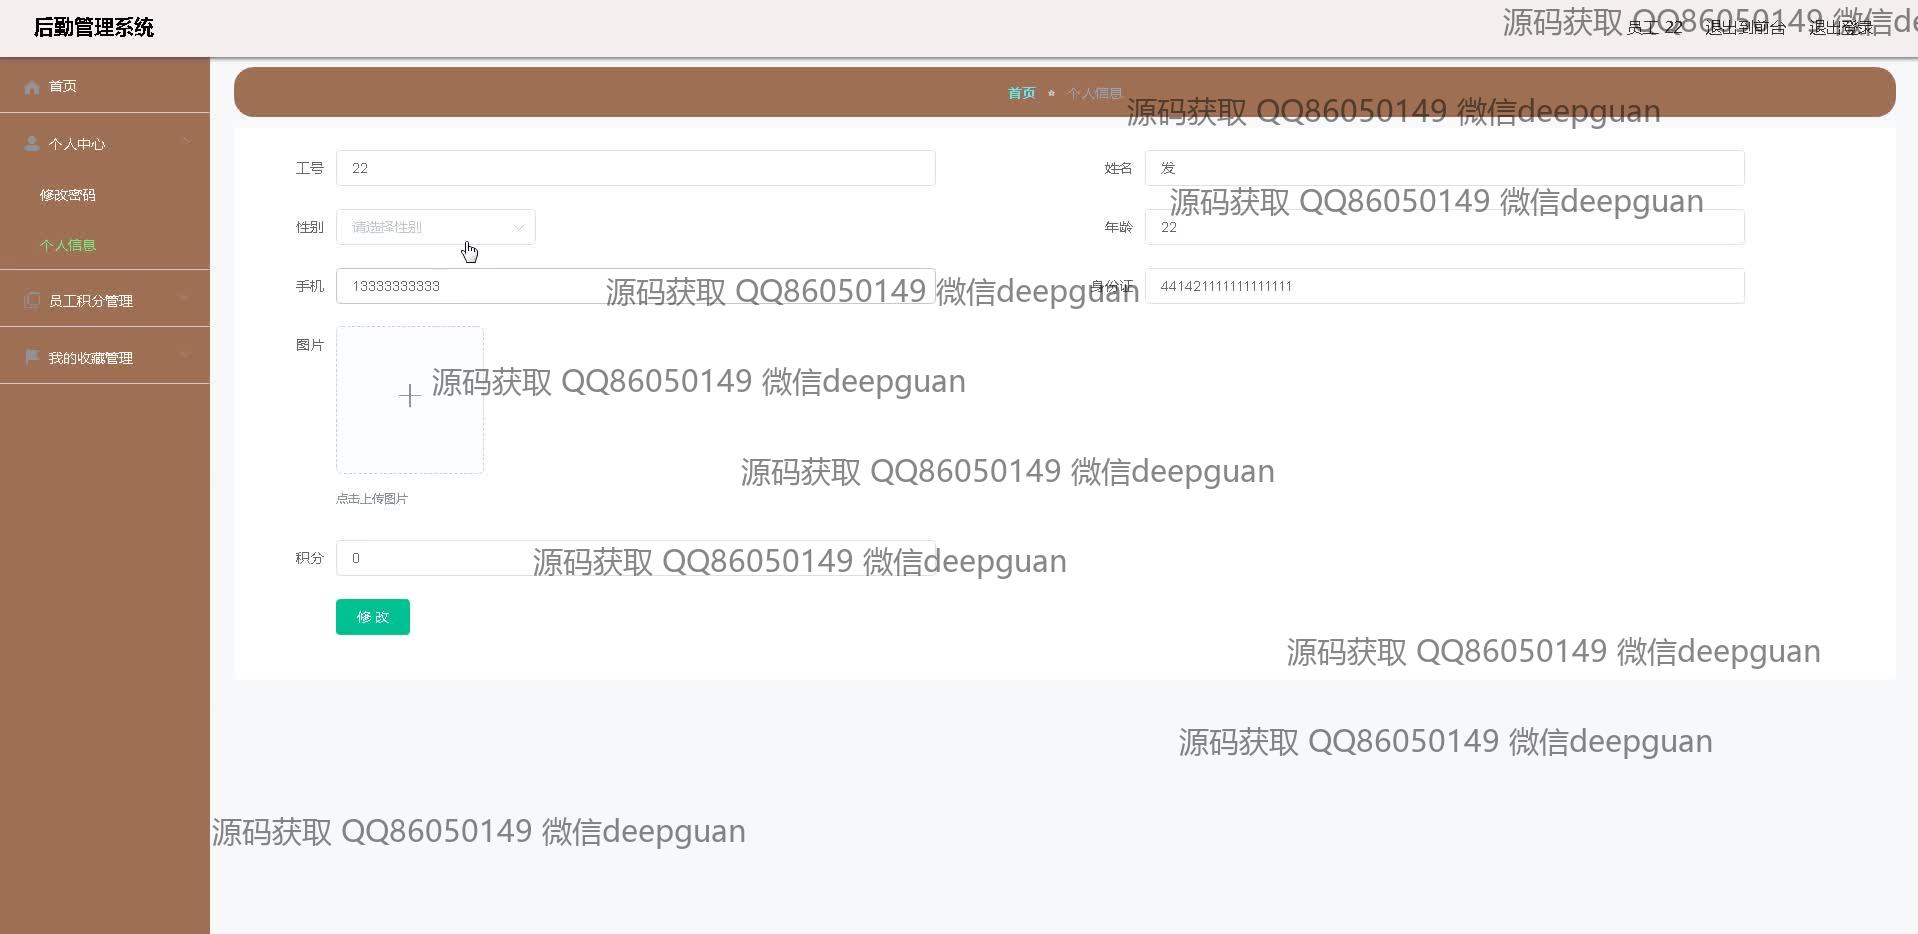 后勤管理系统
员工 22 退出到前台 退出登录
源码获取 QQ86050149 微信de
首页
个人中心
修改密码
个人信息
员工积分管理
我的收藏管理
首页 个人信息
源码获取 QQ86050149 微信deepguan
工号 22 姓名 发
源码获取 QQ86050149 微信deepguan
性别 请选择性别 年龄 22
手机 13333333333 身份证 441421111111111111
源码获取 QQ86050149 微信deepguan
图片
源码获取 QQ86050149 微信deepguan
源码获取 QQ86050149 微信deepguan
点击上传图片
积分 0
源码获取 QQ86050149 微信deepguan
修 改
源码获取 QQ86050149 微信deepguan
源码获取 QQ86050149 微信deepguan
源码获取 QQ86050149 微信deepguan